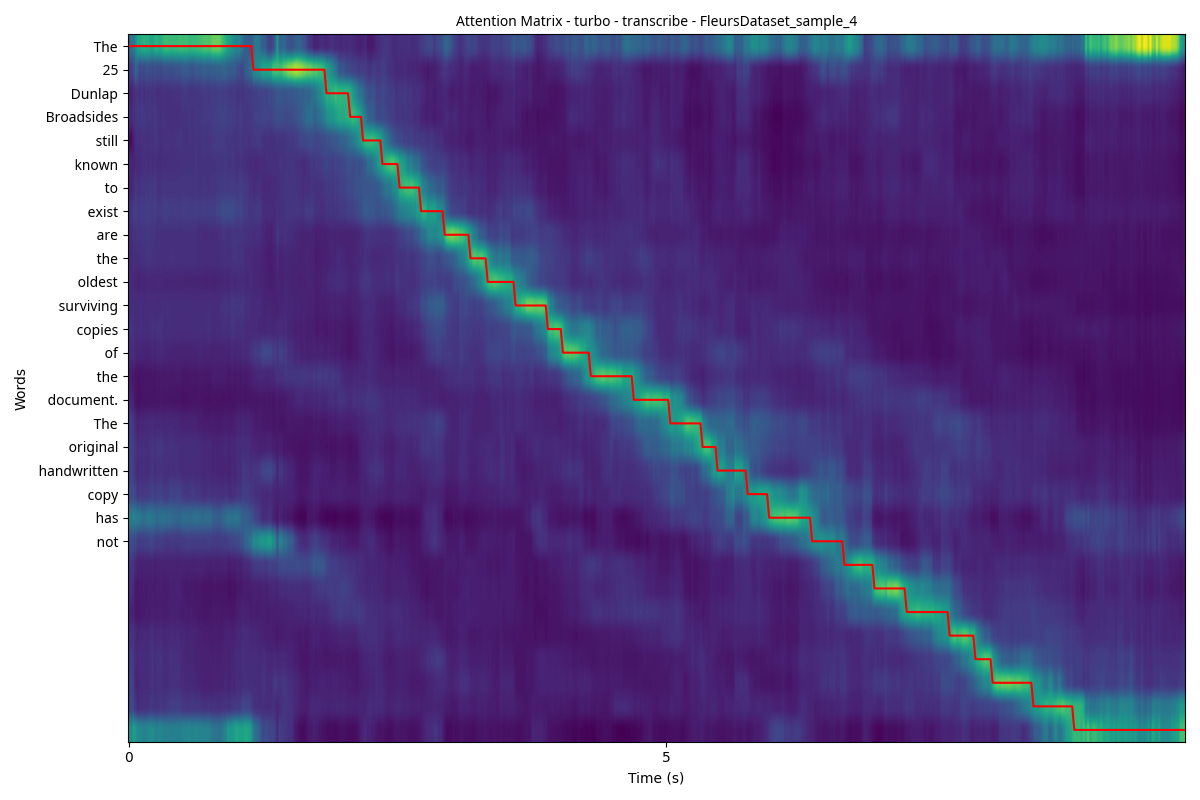 Attention Matrix - turbo - transcribe - FleursDataset_sample_4
The
25
Dunlap
Broadsides
still
known
to
exist
are
the
oldest
surviving
copies
of
the
document.
The
original
handwritten
copy
has
not
Words
0 5
Time (s)